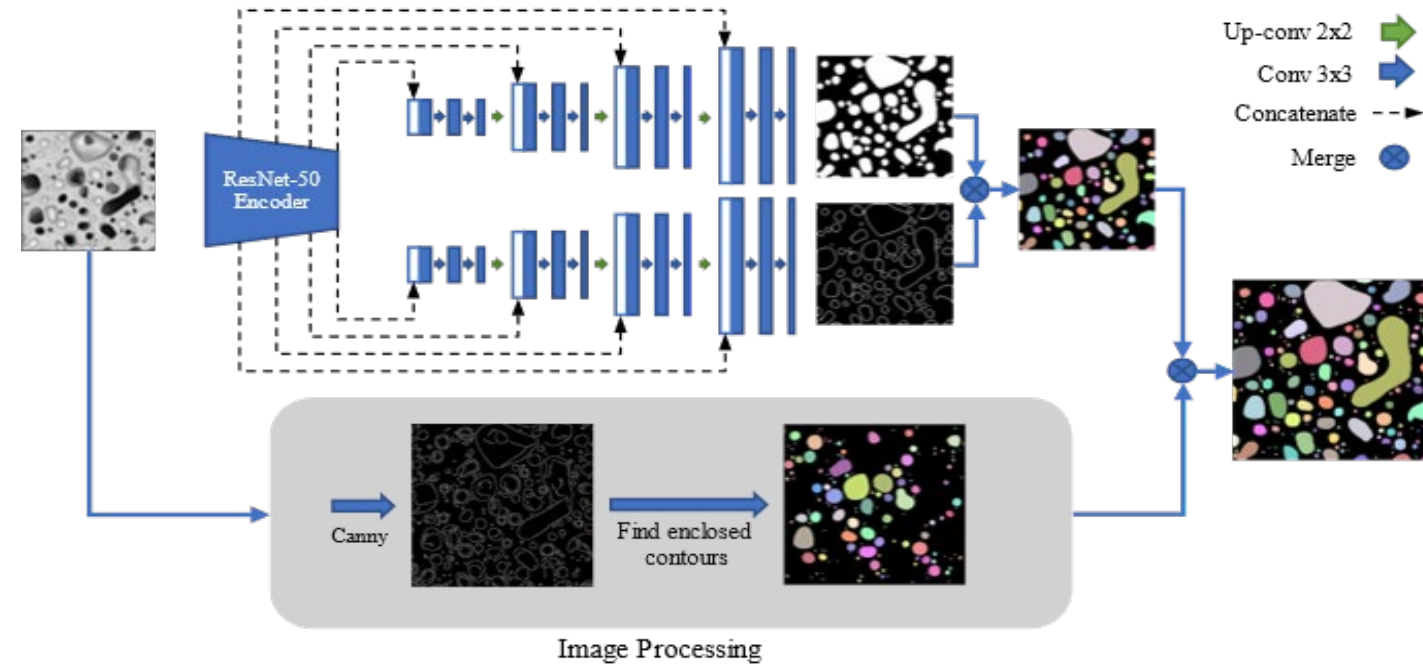 Up-conv 2x2
Conv 3x3
Concatenate
Merge
ResNet-50
Encoder
Canny
Find enclosed
contours
Image Processing